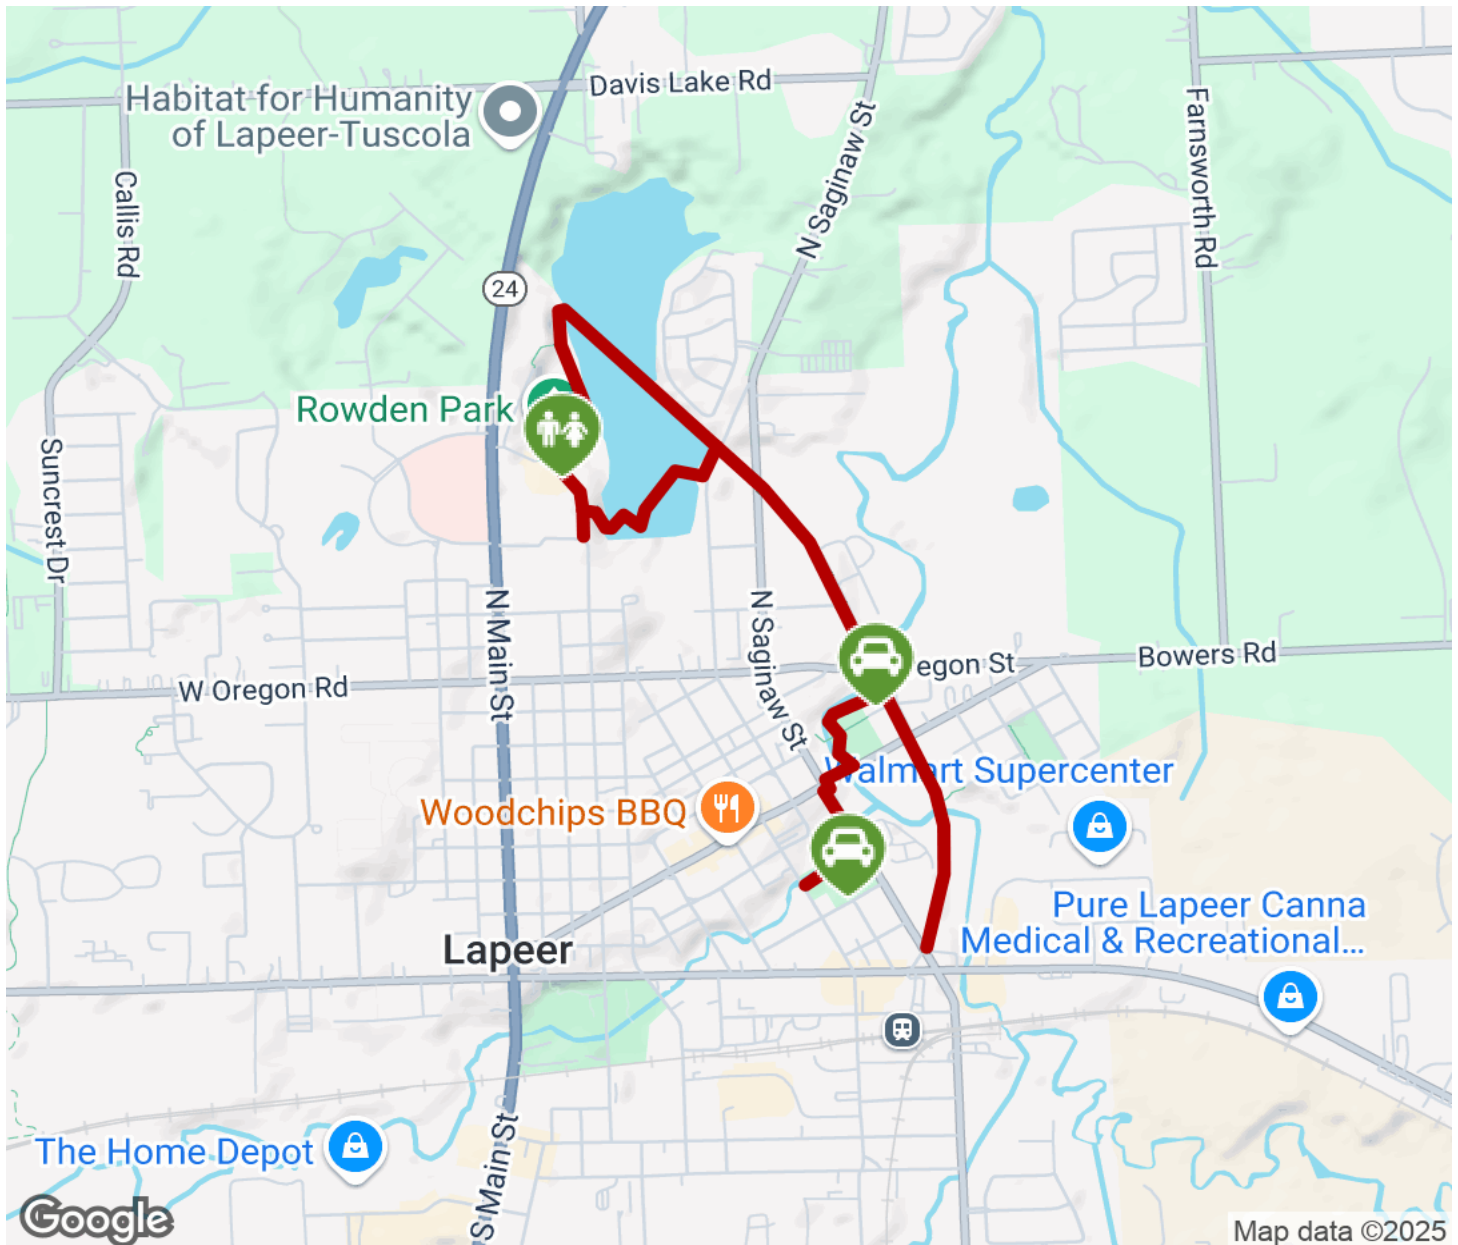 Davis Lake Rd
Habitat for Humanity
of Lapeer-Tuscola
Callis Rd
N Saginaw St
Farnsworth Rd
24
Rowden Park
Suncrest Dr
N Main St
N Saginaw St
egon St
Bowers Rd
W Oregon Rd
Walmart Supercenter
Woodchips BBQ
Pure Lapeer Canna
Medical & Recreational...
Lapeer
The Home Depot
S Main St
Google
Map data ©2025